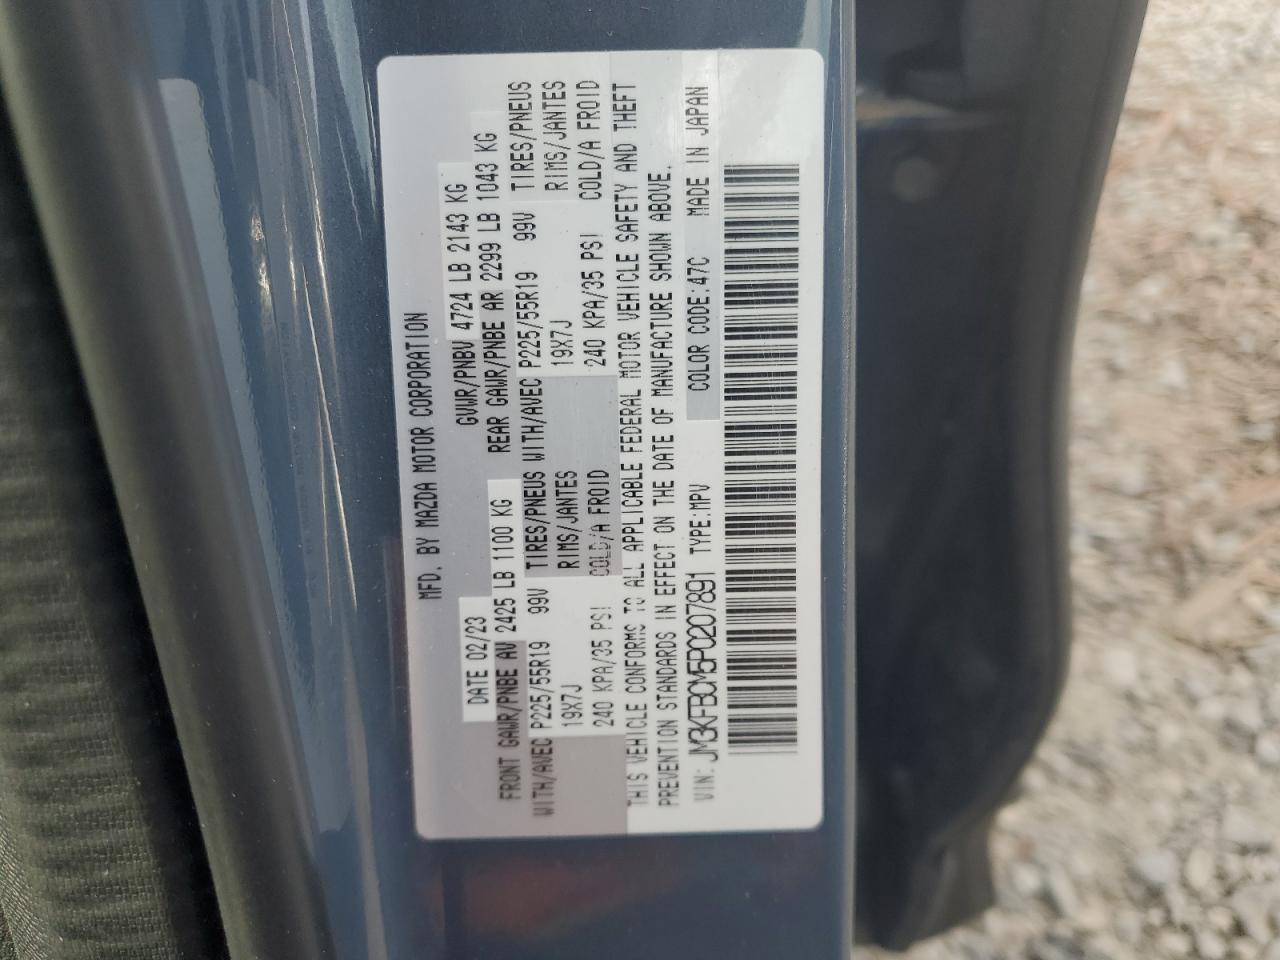 MFD. BY MAZDA MOTOR CORPORATION
DATE 02/23 GVWR/PNBV 4724 LB 2143 KG
FRONT GAWR/PNBE AV 2425 LB 1100 KG REAR GAWR/PNBE AR 2299 LB 1043 KG
WITH/AVEC P225/55R19 99V TIRES/PNEUS WITH/AVEC P225/55R19 99V TIRES/PNEUS
19X7J RIMS/JANTES 19X7J RIMS/JANTES
240 KPA/35 PSI COLD/A FROID 240 KPA/35 PSI COLD/A FROID
THIS VEHICLE CONFORMS TO ALL APPLICABLE FEDERAL MOTOR VEHICLE SAFETY AND THEFT
PREVENTION STANDARDS IN EFFECT ON THE DATE OF MANUFACTURE SHOWN ABOVE.
VIN: JM3KFBCM5P0207891 TYPE:MPV COLOR CODE:47C MADE IN JAPAN